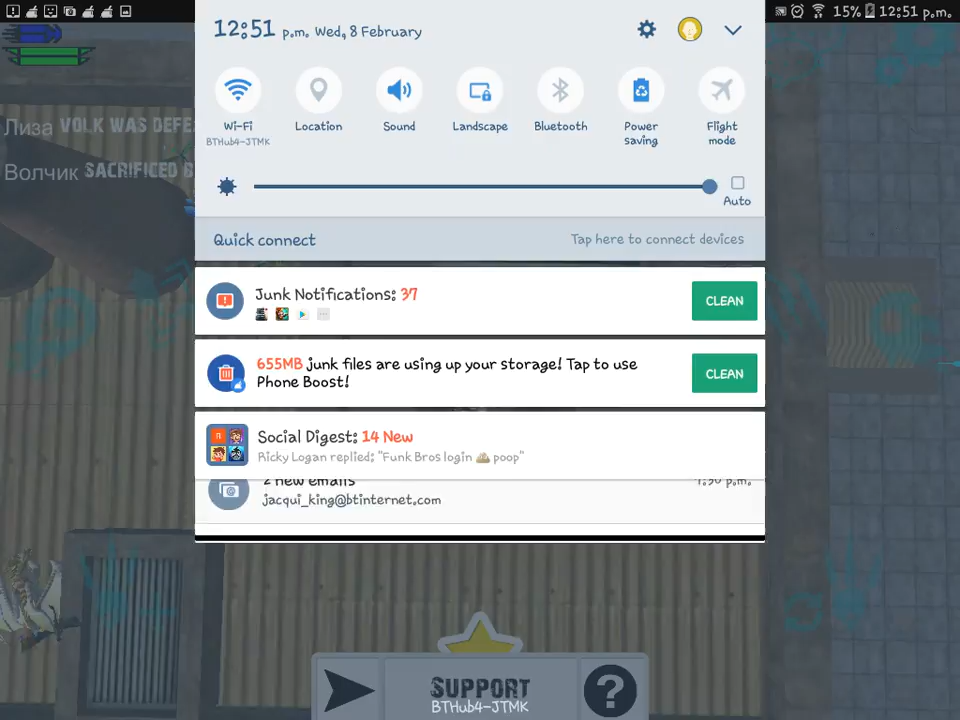 15% 12:51 p.m.
12:51 p.m. Wed, 8 February
Wi-Fi
BTHub4-JTMK
Location
Sound
Landscape
Bluetooth
Power
saving
Flight
mode
Лиза VOLK WAS DEFE
Волчик SACRIFICED B
Auto
Quick connect
Tap here to connect devices
Junk Notifications: 37
CLEAN
655MB junk files are using up your storage! Tap to use
Phone Boost!
CLEAN
Social Digest: 14 New
Ricky Logan replied: "Funk Bros login 💩 poop"
2 new emails
7:50 p.m.
jacqui_king@btinternet.com
SUPPORT
BTHub4-JTMK
?